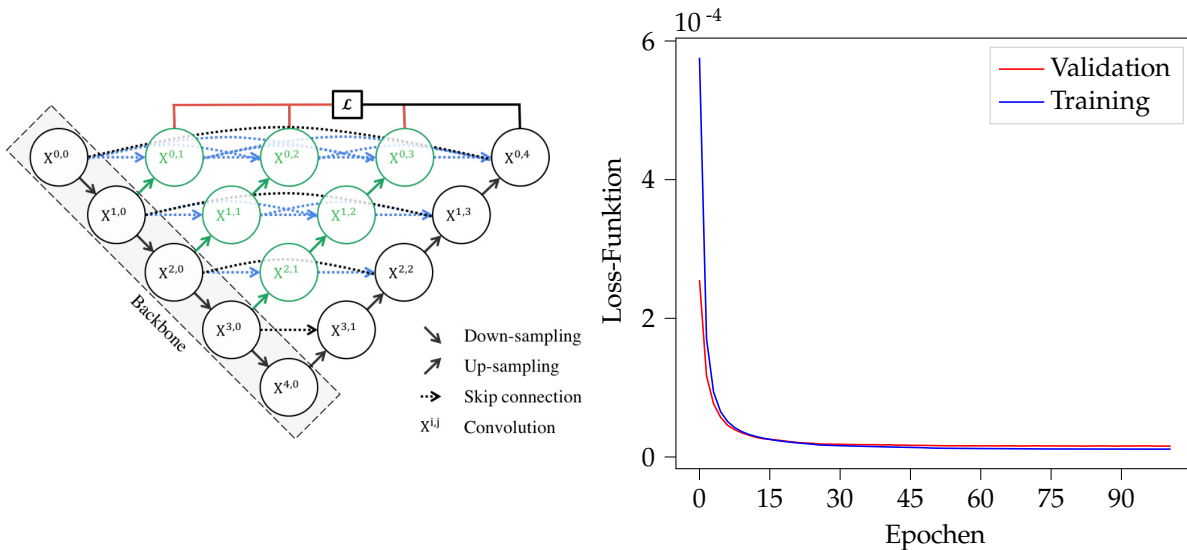 ℒ
X0,0
X0,1
X0,2
X0,3
X0,4
X1,0
X1,1
X1,2
X1,3
X2,0
X2,1
X2,2
X3,0
X3,1
X4,0
Backbone
Down-sampling
Up-sampling
Skip connection
Xi,j Convolution
10−4
6
4
2
0
Loss-Funktion
Validation
Training
0 15 30 45 60 75 90
Epochen